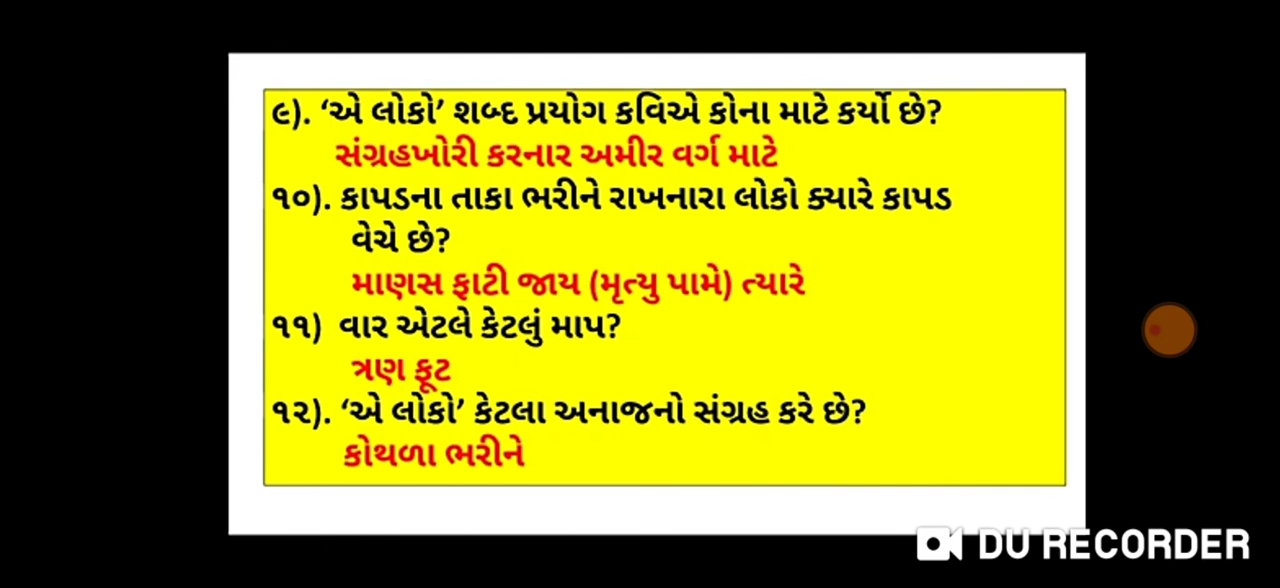 ૯). ‘એ લોકો’ શબ્દ પ્રયોગ કવિએ કોના માટે કર્યો છે?
સંગ્રહખોરી કરનાર અમીર વર્ગ માટે
૧૦). કાપડના તાકા ભરીને રાખનારા લોકો ક્યારે કાપડ
વેચે છે?
માણસ ફાટી જાય (મૃત્યુ પામે) ત્યારે
૧૧) વાર એટલે કેટલું માપ?
ત્રણ ફૂટ
૧૨). ‘એ લોકો’ કેટલા અનાજનો સંગ્રહ કરે છે?
કોથળા ભરીને
DU RECORDER